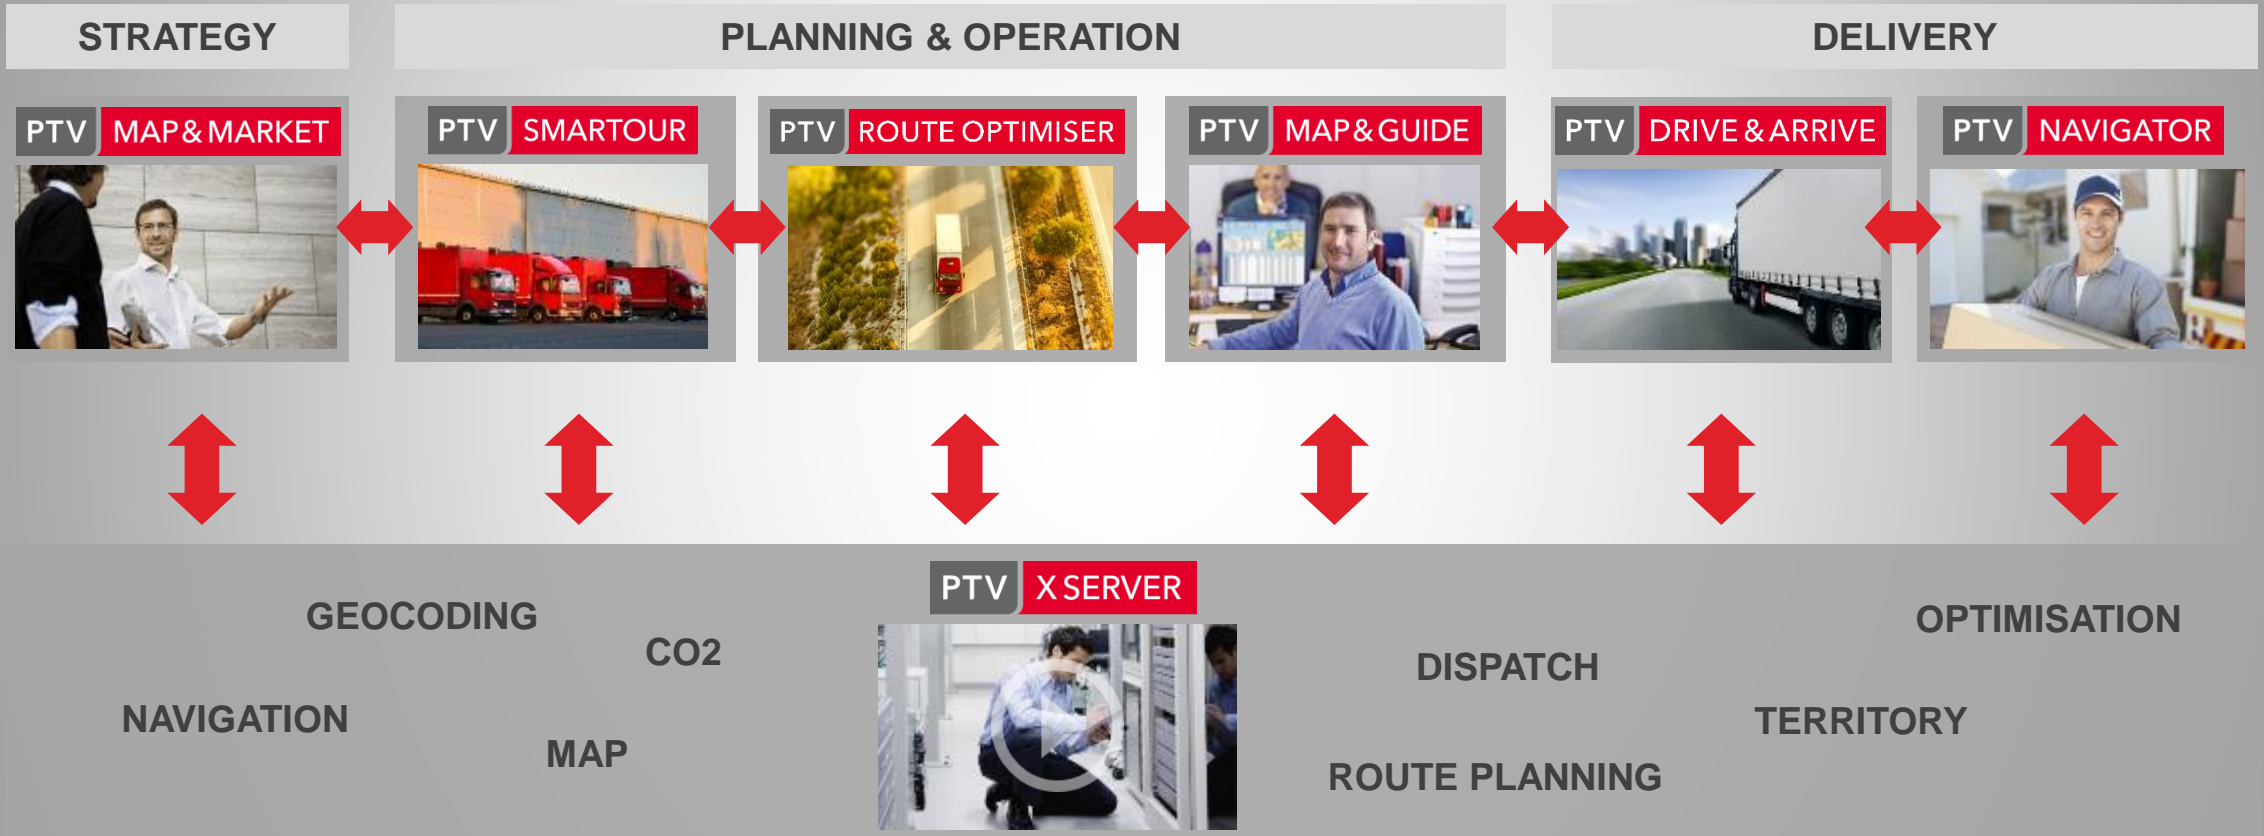 STRATEGY
PLANNING & OPERATION
DELIVERY
PTV MAP&MARKET
PTV SMARTOUR
PTV ROUTE OPTIMISER
PTV MAP&GUIDE
PTV DRIVE&ARRIVE
PTV NAVIGATOR
PTV X SERVER
GEOCODING
OPTIMISATION
CO2
DISPATCH
NAVIGATION
TERRITORY
MAP
ROUTE PLANNING